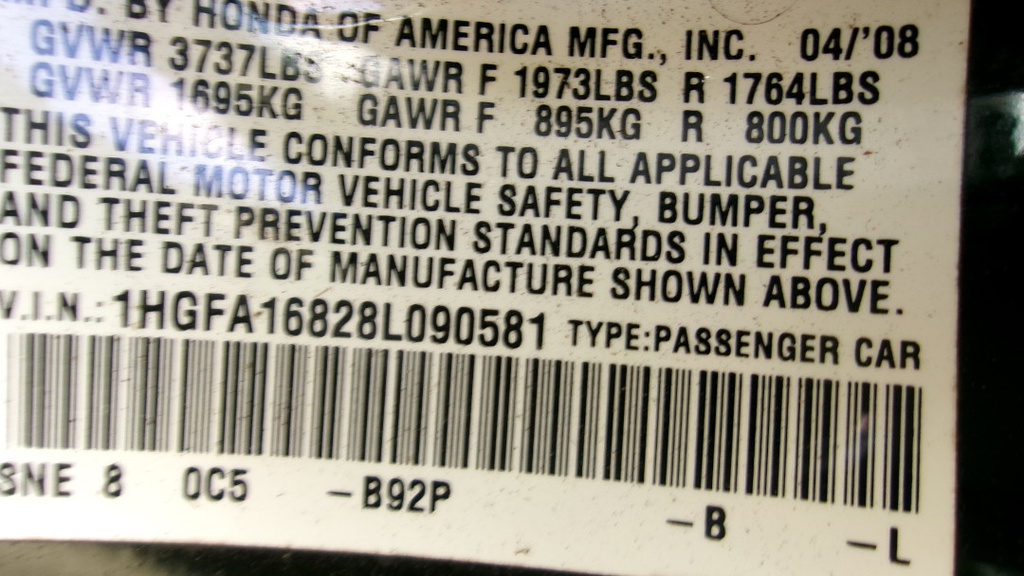 MFD. BY HONDA OF AMERICA MFG., INC. 04/'08
GVWR 3737LBS GAWR F 1973LBS R 1764LBS
GVWR 1695KG GAWR F 895KG R 800KG
THIS VEHICLE CONFORMS TO ALL APPLICABLE
FEDERAL MOTOR VEHICLE SAFETY, BUMPER,
AND THEFT PREVENTION STANDARDS IN EFFECT
ON THE DATE OF MANUFACTURE SHOWN ABOVE.
V.I.N.: 1HGFA16828L090581 TYPE:PASSENGER CAR
SNE 8 0C5 -B92P -B -L